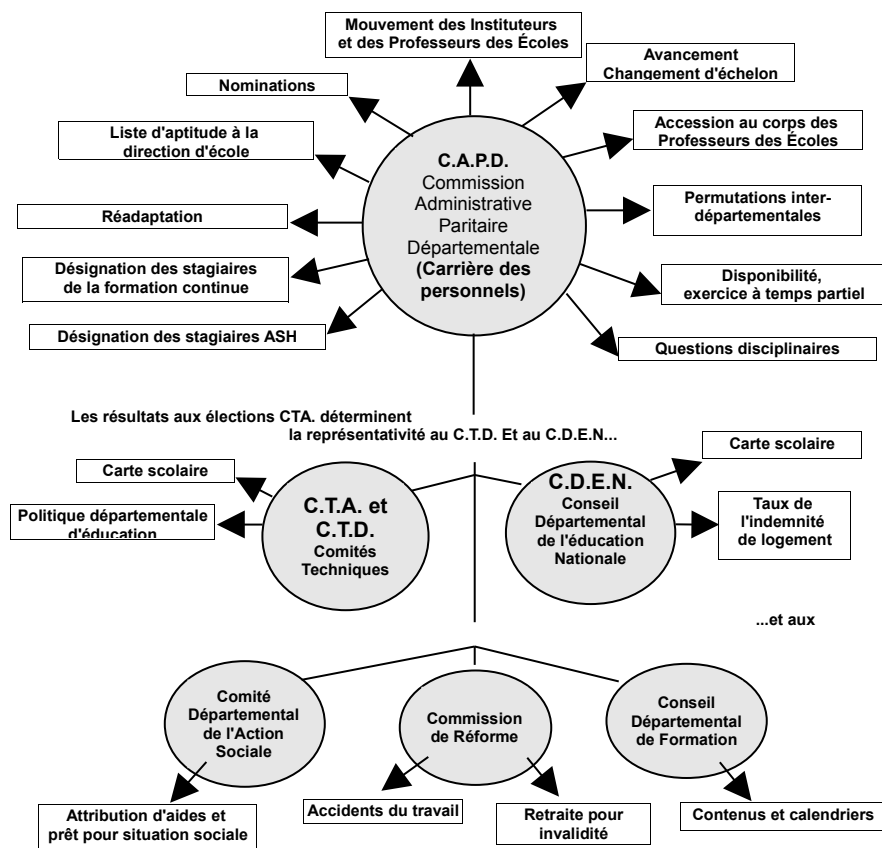 Mouvement des Instituteurs
et des Professeurs des Écoles
Avancement
Changement d'échelon
Nominations
Liste d'aptitude à la
direction d'école
Accession au corps des
Professeurs des Écoles
C.A.P.D.
Commission
Administrative
Paritaire
Départementale
(Carrière des
personnels)
Réadaptation
Permutations inter-
départementales
Désignation des stagiaires
de la formation continue
Disponibilité,
exercice à temps partiel
Désignation des stagiaires ASH
Questions disciplinaires
Les résultats aux élections CTA. déterminent
la représentativité au C.T.D. Et au C.D.E.N...
Carte scolaire
Politique départementale
d'éducation
C.T.A. et
C.T.D.
Comités
Techniques
C.D.E.N.
Conseil
Départemental
de l'éducation
Nationale
Carte scolaire
Taux de
l'indemnité
de logement
...et aux
Comité
Départemental
de l'Action
Sociale
Commission
de Réforme
Conseil
Départemental
de Formation
Attribution d'aides et
prêt pour situation sociale
Accidents du travail
Retraite pour
invalidité
Contenus et calendriers